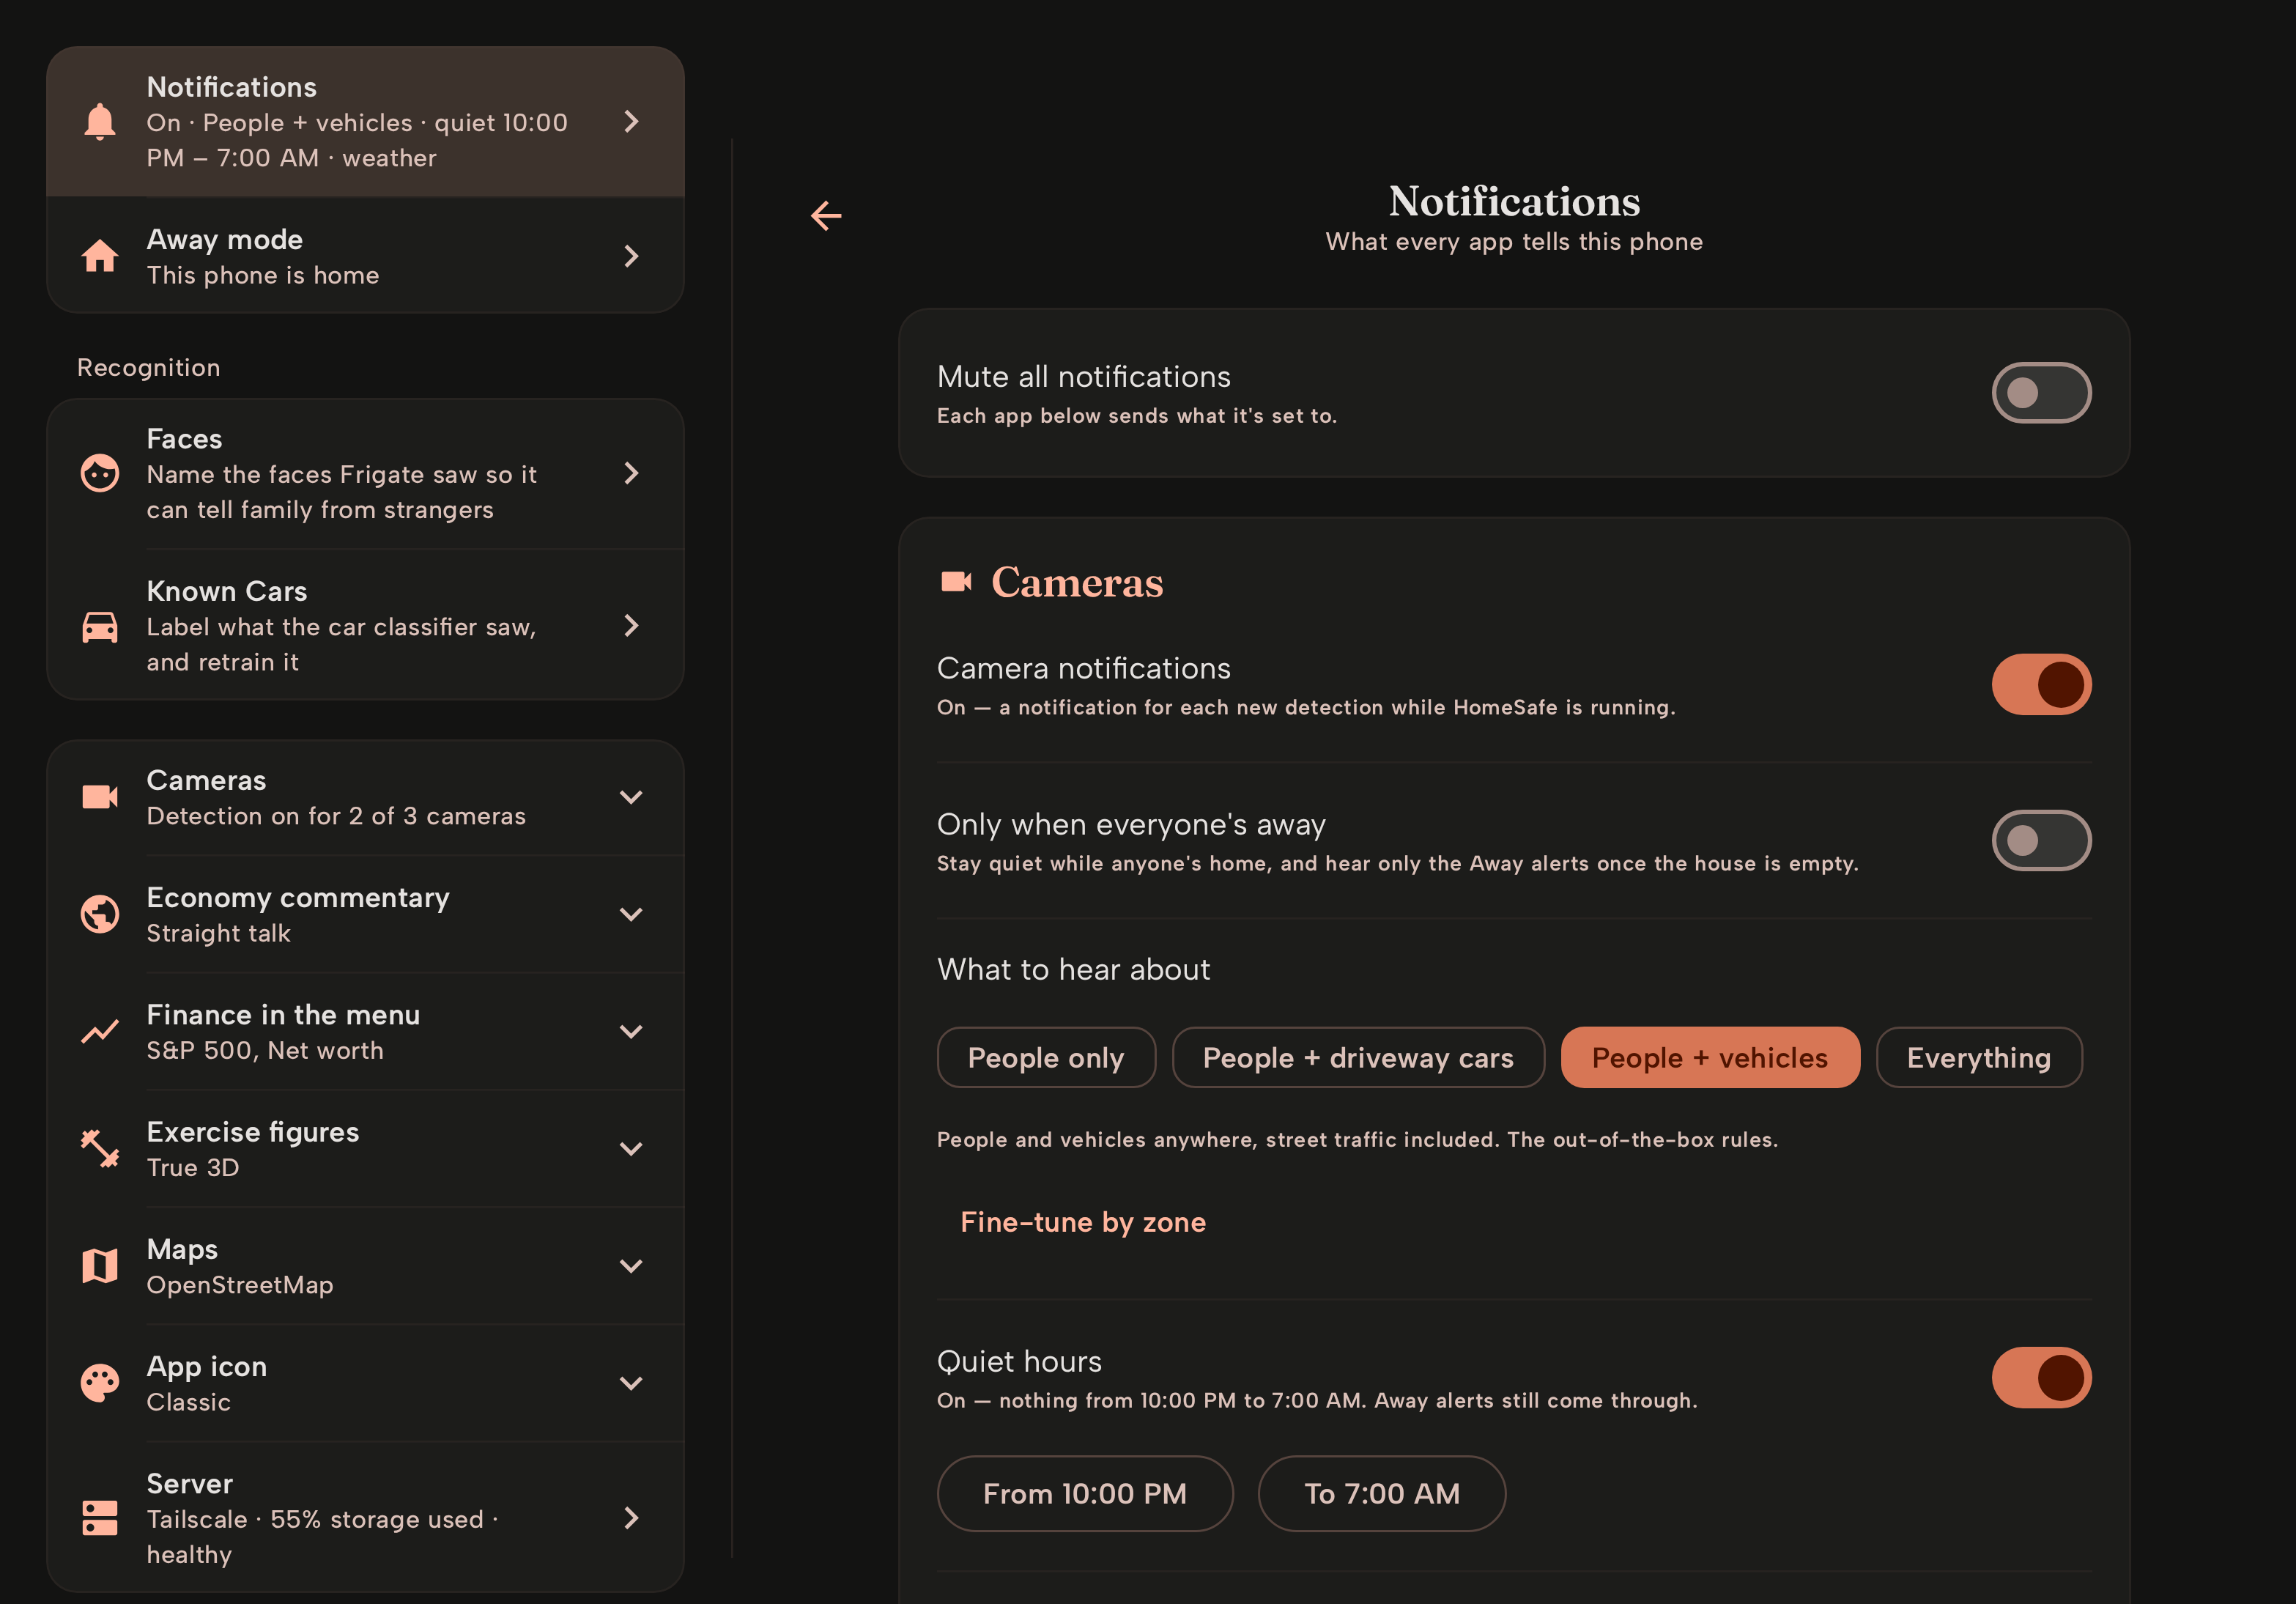 Notifications
On · People + vehicles · quiet 10:00
PM – 7:00 AM · weather
Away mode
This phone is home
Recognition
Faces
Name the faces Frigate saw so it
can tell family from strangers
Known Cars
Label what the car classifier saw,
and retrain it
Cameras
Detection on for 2 of 3 cameras
Economy commentary
Straight talk
Finance in the menu
S&P 500, Net worth
Exercise figures
True 3D
Maps
OpenStreetMap
App icon
Classic
Server
Tailscale · 55% storage used ·
healthy
Notifications
What every app tells this phone
Mute all notifications
Each app below sends what it's set to.
Cameras
Camera notifications
On — a notification for each new detection while HomeSafe is running.
Only when everyone's away
Stay quiet while anyone's home, and hear only the Away alerts once the house is empty.
What to hear about
People only
People + driveway cars
People + vehicles
Everything
People and vehicles anywhere, street traffic included. The out-of-the-box rules.
Fine-tune by zone
Quiet hours
On — nothing from 10:00 PM to 7:00 AM. Away alerts still come through.
From 10:00 PM
To 7:00 AM